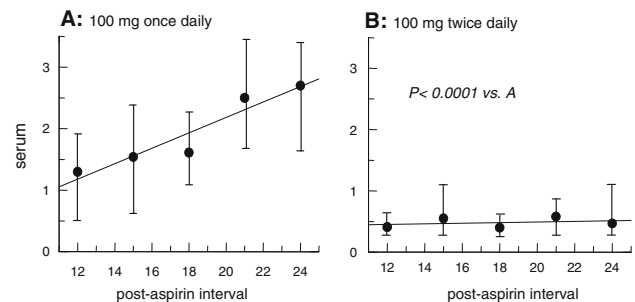 A: 100 mg once daily
3
2
1
0
serum
12 14 16 18 20 22 24
post-aspirin interval
B: 100 mg twice daily
P< 0.0001 vs. A
3
2
1
0
12 14 16 18 20 22 24
post-aspirin interval